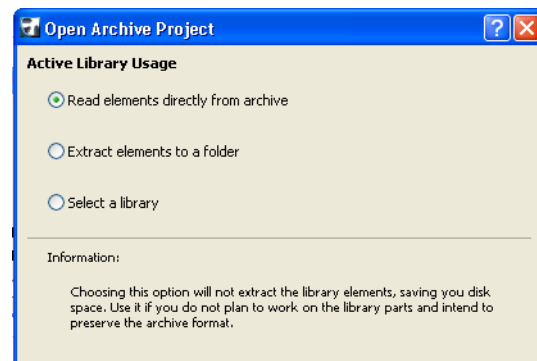 Open Archive Project
Active Library Usage
Read elements directly from archive
Extract elements to a folder
Select a library
Information:
Choosing this option will not extract the library elements, saving you disk
space. Use it if you do not plan to work on the library parts and intend to
preserve the archive format.